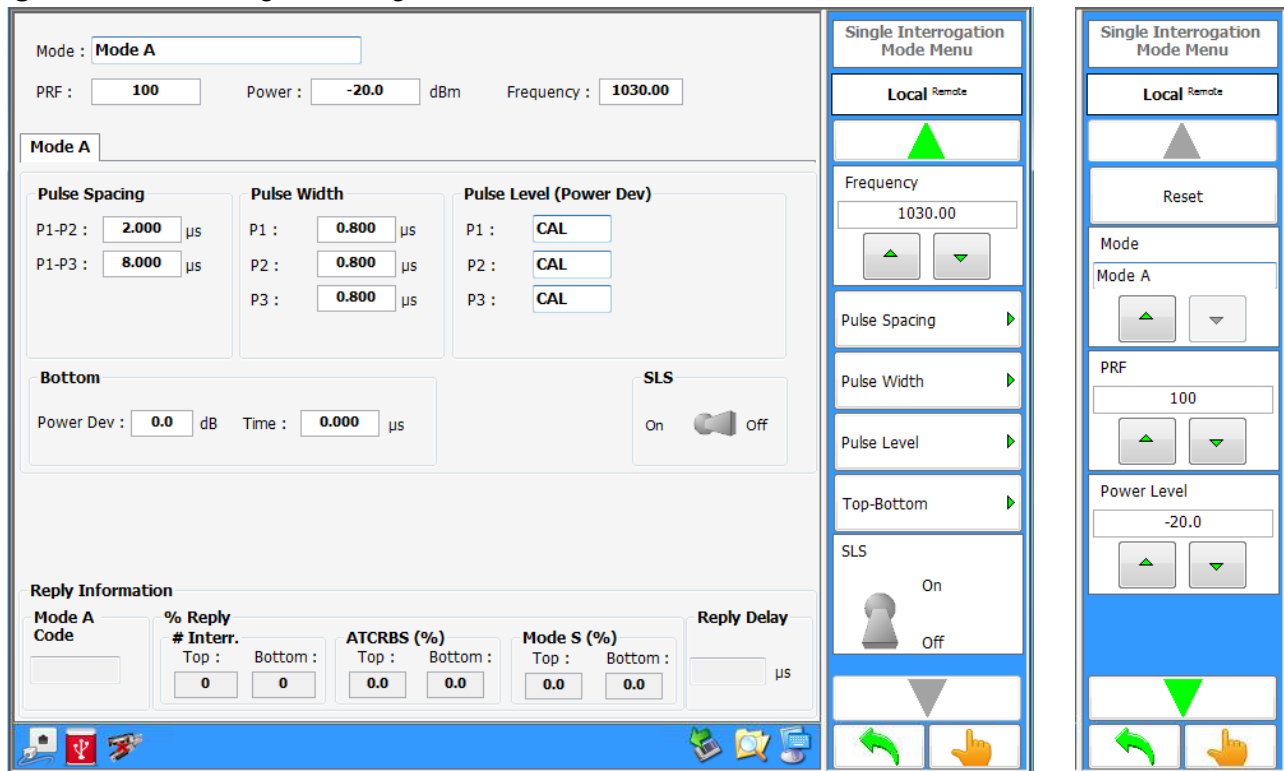 Mode : Mode A
PRF : 100 Power : -20.0 dBm Frequency : 1030.00
Mode A
Pulse Spacing
P1-P2 : 2.000 µs
P1-P3 : 8.000 µs
Pulse Width
P1 : 0.800 µs
P2 : 0.800 µs
P3 : 0.800 µs
Pulse Level (Power Dev)
P1 : CAL
P2 : CAL
P3 : CAL
Bottom
Power Dev : 0.0 dB Time : 0.000 µs
SLS
On Off
Reply Information
Mode A
Code
% Reply
# Interr.
Top : Bottom :
0 0
ATCRBS (%)
Top : Bottom :
0.0 0.0
Mode S (%)
Top : Bottom :
0.0 0.0
Reply Delay
µs
Single Interrogation
Mode Menu
Local Remote
Frequency
1030.00
Pulse Spacing
Pulse Width
Pulse Level
Top-Bottom
SLS
On
Off
Single Interrogation
Mode Menu
Local Remote
Reset
Mode
Mode A
PRF
100
Power Level
-20.0